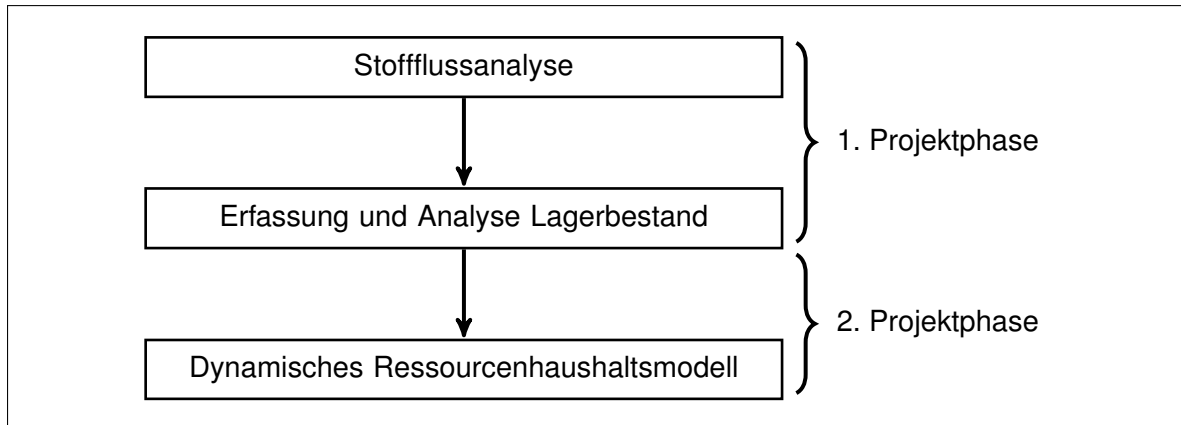 Stoffflussanalyse
1. Projektphase
Erfassung und Analyse Lagerbestand
2. Projektphase
Dynamisches Ressourcenhaushaltsmodell